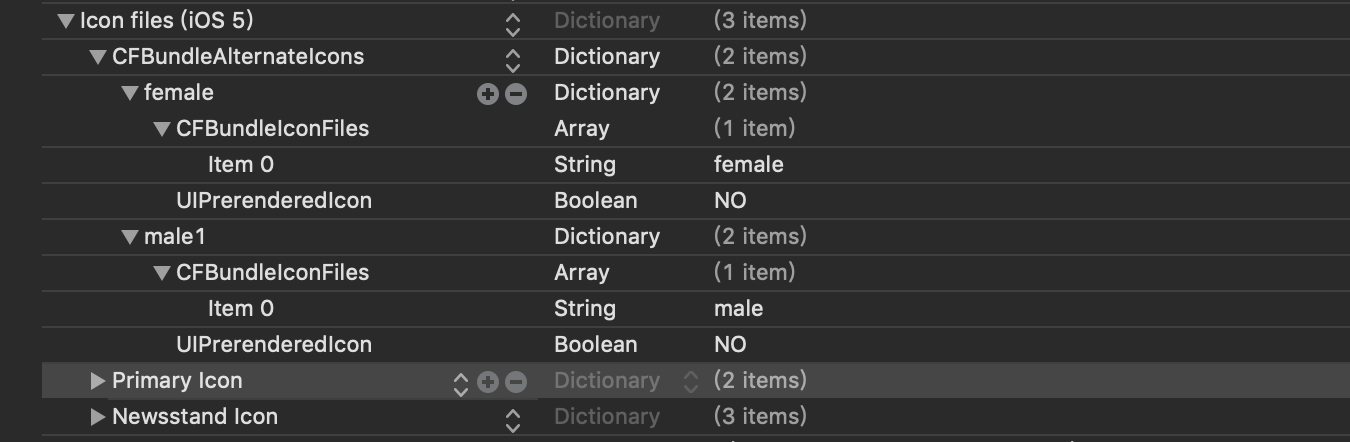 Icon files (iOS 5) Dictionary (3 items)
CFBundleAlternateIcons Dictionary (2 items)
female Dictionary (2 items)
CFBundleIconFiles Array (1 item)
Item 0 String female
UIPrerenderedIcon Boolean NO
male1 Dictionary (2 items)
CFBundleIconFiles Array (1 item)
Item 0 String male
UIPrerenderedIcon Boolean NO
Primary Icon Dictionary (2 items)
Newsstand Icon Dictionary (3 items)